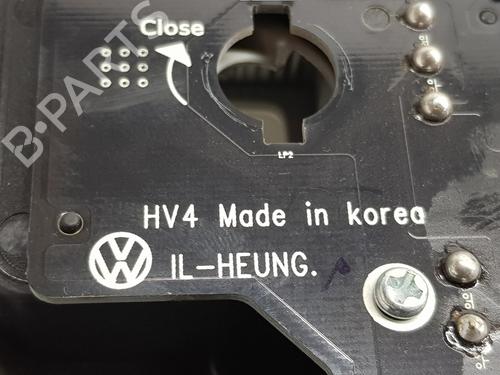 Close
B-PARTS
LP2
HV4 Made in korea
IL-HEUNG.